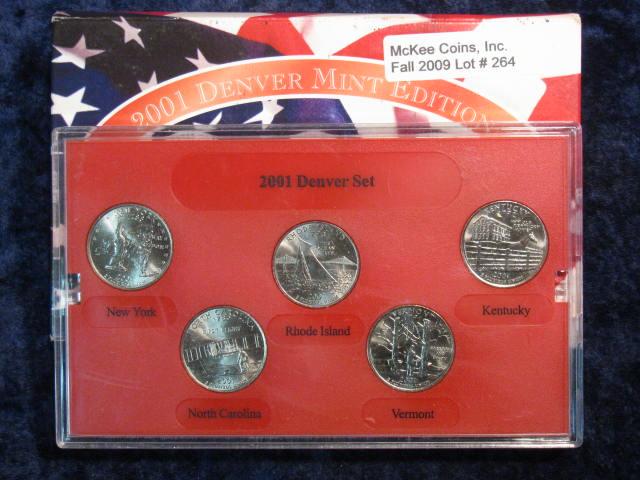 McKee Coins, Inc.
Fall 2009 Lot # 264
2001 DENVER MINT EDITION
2001 Denver Set
New York
Rhode Island
KENTUCKY
Kentucky
North Carolina
Vermont